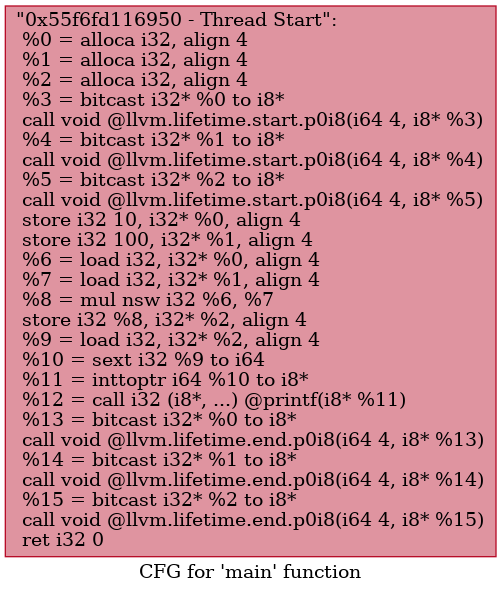 "0x55f6fd116950 - Thread Start":
%0 = alloca i32, align 4
%1 = alloca i32, align 4
%2 = alloca i32, align 4
%3 = bitcast i32* %0 to i8*
call void @llvm.lifetime.start.p0i8(i64 4, i8* %3)
%4 = bitcast i32* %1 to i8*
call void @llvm.lifetime.start.p0i8(i64 4, i8* %4)
%5 = bitcast i32* %2 to i8*
call void @llvm.lifetime.start.p0i8(i64 4, i8* %5)
store i32 10, i32* %0, align 4
store i32 100, i32* %1, align 4
%6 = load i32, i32* %0, align 4
%7 = load i32, i32* %1, align 4
%8 = mul nsw i32 %6, %7
store i32 %8, i32* %2, align 4
%9 = load i32, i32* %2, align 4
%10 = sext i32 %9 to i64
%11 = inttoptr i64 %10 to i8*
%12 = call i32 (i8*, ...) @printf(i8* %11)
%13 = bitcast i32* %0 to i8*
call void @llvm.lifetime.end.p0i8(i64 4, i8* %13)
%14 = bitcast i32* %1 to i8*
call void @llvm.lifetime.end.p0i8(i64 4, i8* %14)
%15 = bitcast i32* %2 to i8*
call void @llvm.lifetime.end.p0i8(i64 4, i8* %15)
ret i32 0
CFG for 'main' function